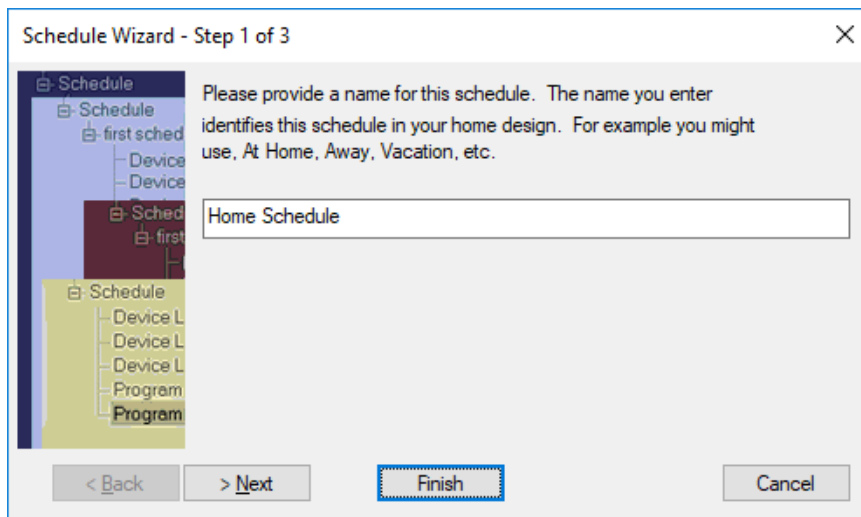 Schedule Wizard - Step 1 of 3
Schedule
Schedule
first sched
Device
Device
Sched
first
Schedule
Device L
Device L
Device L
Program
Program
Please provide a name for this schedule.  The name you enter
identifies this schedule in your home design.  For example you might
use, At Home, Away, Vacation, etc.
Home Schedule
< Back
> Next
Finish
Cancel